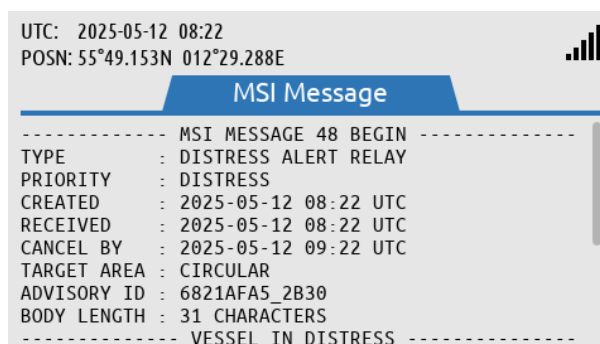 UTC: 2025-05-12 08:22
POSN: 55°49.153N 012°29.288E
MSI Message
------------- MSI MESSAGE 48 BEGIN --------------
TYPE : DISTRESS ALERT RELAY
PRIORITY : DISTRESS
CREATED : 2025-05-12 08:22 UTC
RECEIVED : 2025-05-12 08:22 UTC
CANCEL BY : 2025-05-12 09:22 UTC
TARGET AREA : CIRCULAR
ADVISORY ID : 6821AFA5_2B30
BODY LENGTH : 31 CHARACTERS
-------------- VESSEL IN DISTRESS ---------------